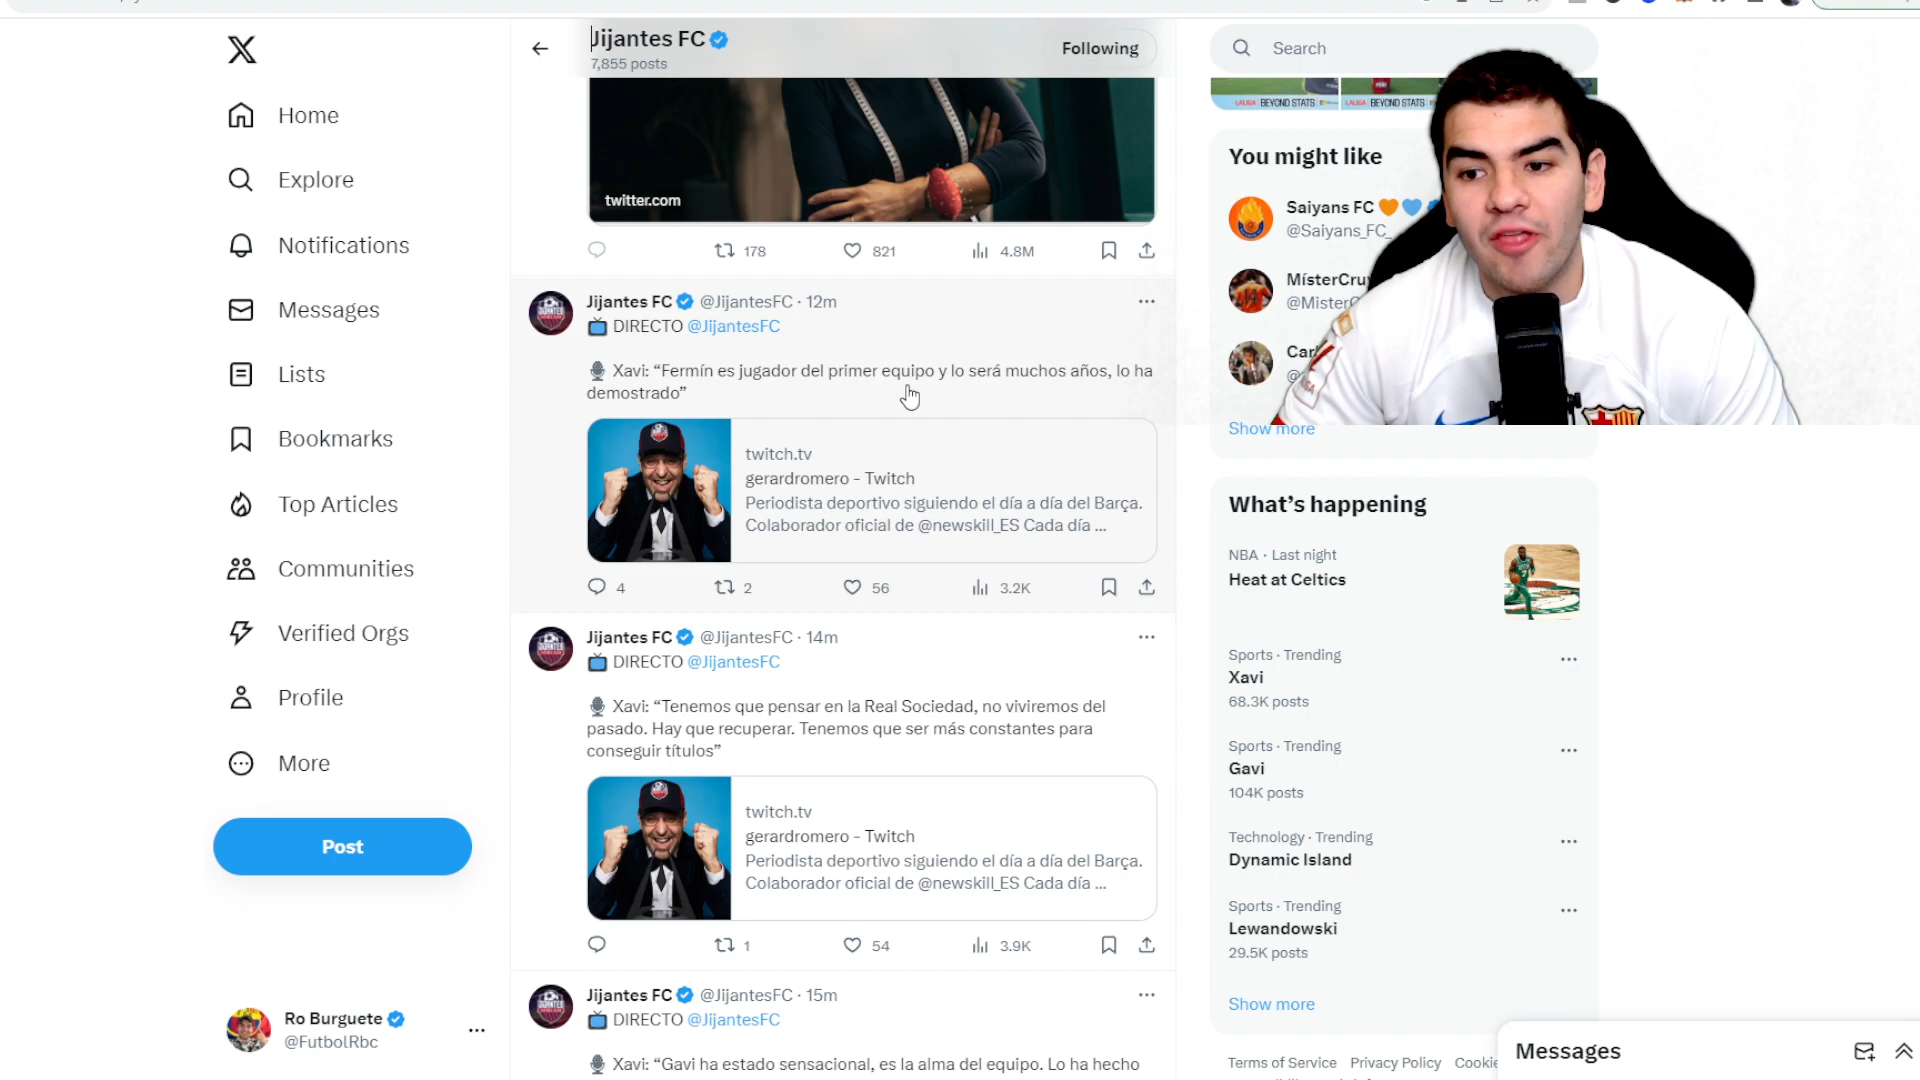 Jijantes FC
7,855 posts
Following
Search
LALIGA BEYOND STATS
LALIGA BEYOND STATS
Home
Explore
Notifications
Messages
Lists
Bookmarks
Top Articles
Communities
Verified Orgs
Profile
More
Post
Ro Burguete
@FutbolRbc
twitter.com
178
821
4.8M
Jijantes FC @JijantesFC · 12m
DIRECTO @JijantesFC
Xavi: “Fermín es jugador del primer equipo y lo será muchos años, lo ha
demostrado”
twitch.tv
gerardromero - Twitch
Periodista deportivo siguiendo el día a día del Barça.
Colaborador oficial de @newskill_ES Cada día ...
4
2
56
3.2K
Jijantes FC @JijantesFC · 14m
DIRECTO @JijantesFC
Xavi: “Tenemos que pensar en la Real Sociedad, no viviremos del
pasado. Hay que recuperar. Tenemos que ser más constantes para
conseguir títulos”
twitch.tv
gerardromero - Twitch
Periodista deportivo siguiendo el día a día del Barça.
Colaborador oficial de @newskill_ES Cada día ...
1
54
3.9K
Jijantes FC @JijantesFC · 15m
DIRECTO @JijantesFC
Xavi: “Gavi ha estado sensacional, es la alma del equipo. Lo ha hecho
You might like
Saiyans FC
@Saiyans_FC_
MísterCru
@Mister
Car
@
Show more
What’s happening
NBA · Last night
Heat at Celtics
Sports · Trending
Xavi
68.3K posts
Sports · Trending
Gavi
104K posts
Technology · Trending
Dynamic Island
Sports · Trending
Lewandowski
29.5K posts
Show more
Terms of Service Privacy Policy Cookie
Messages